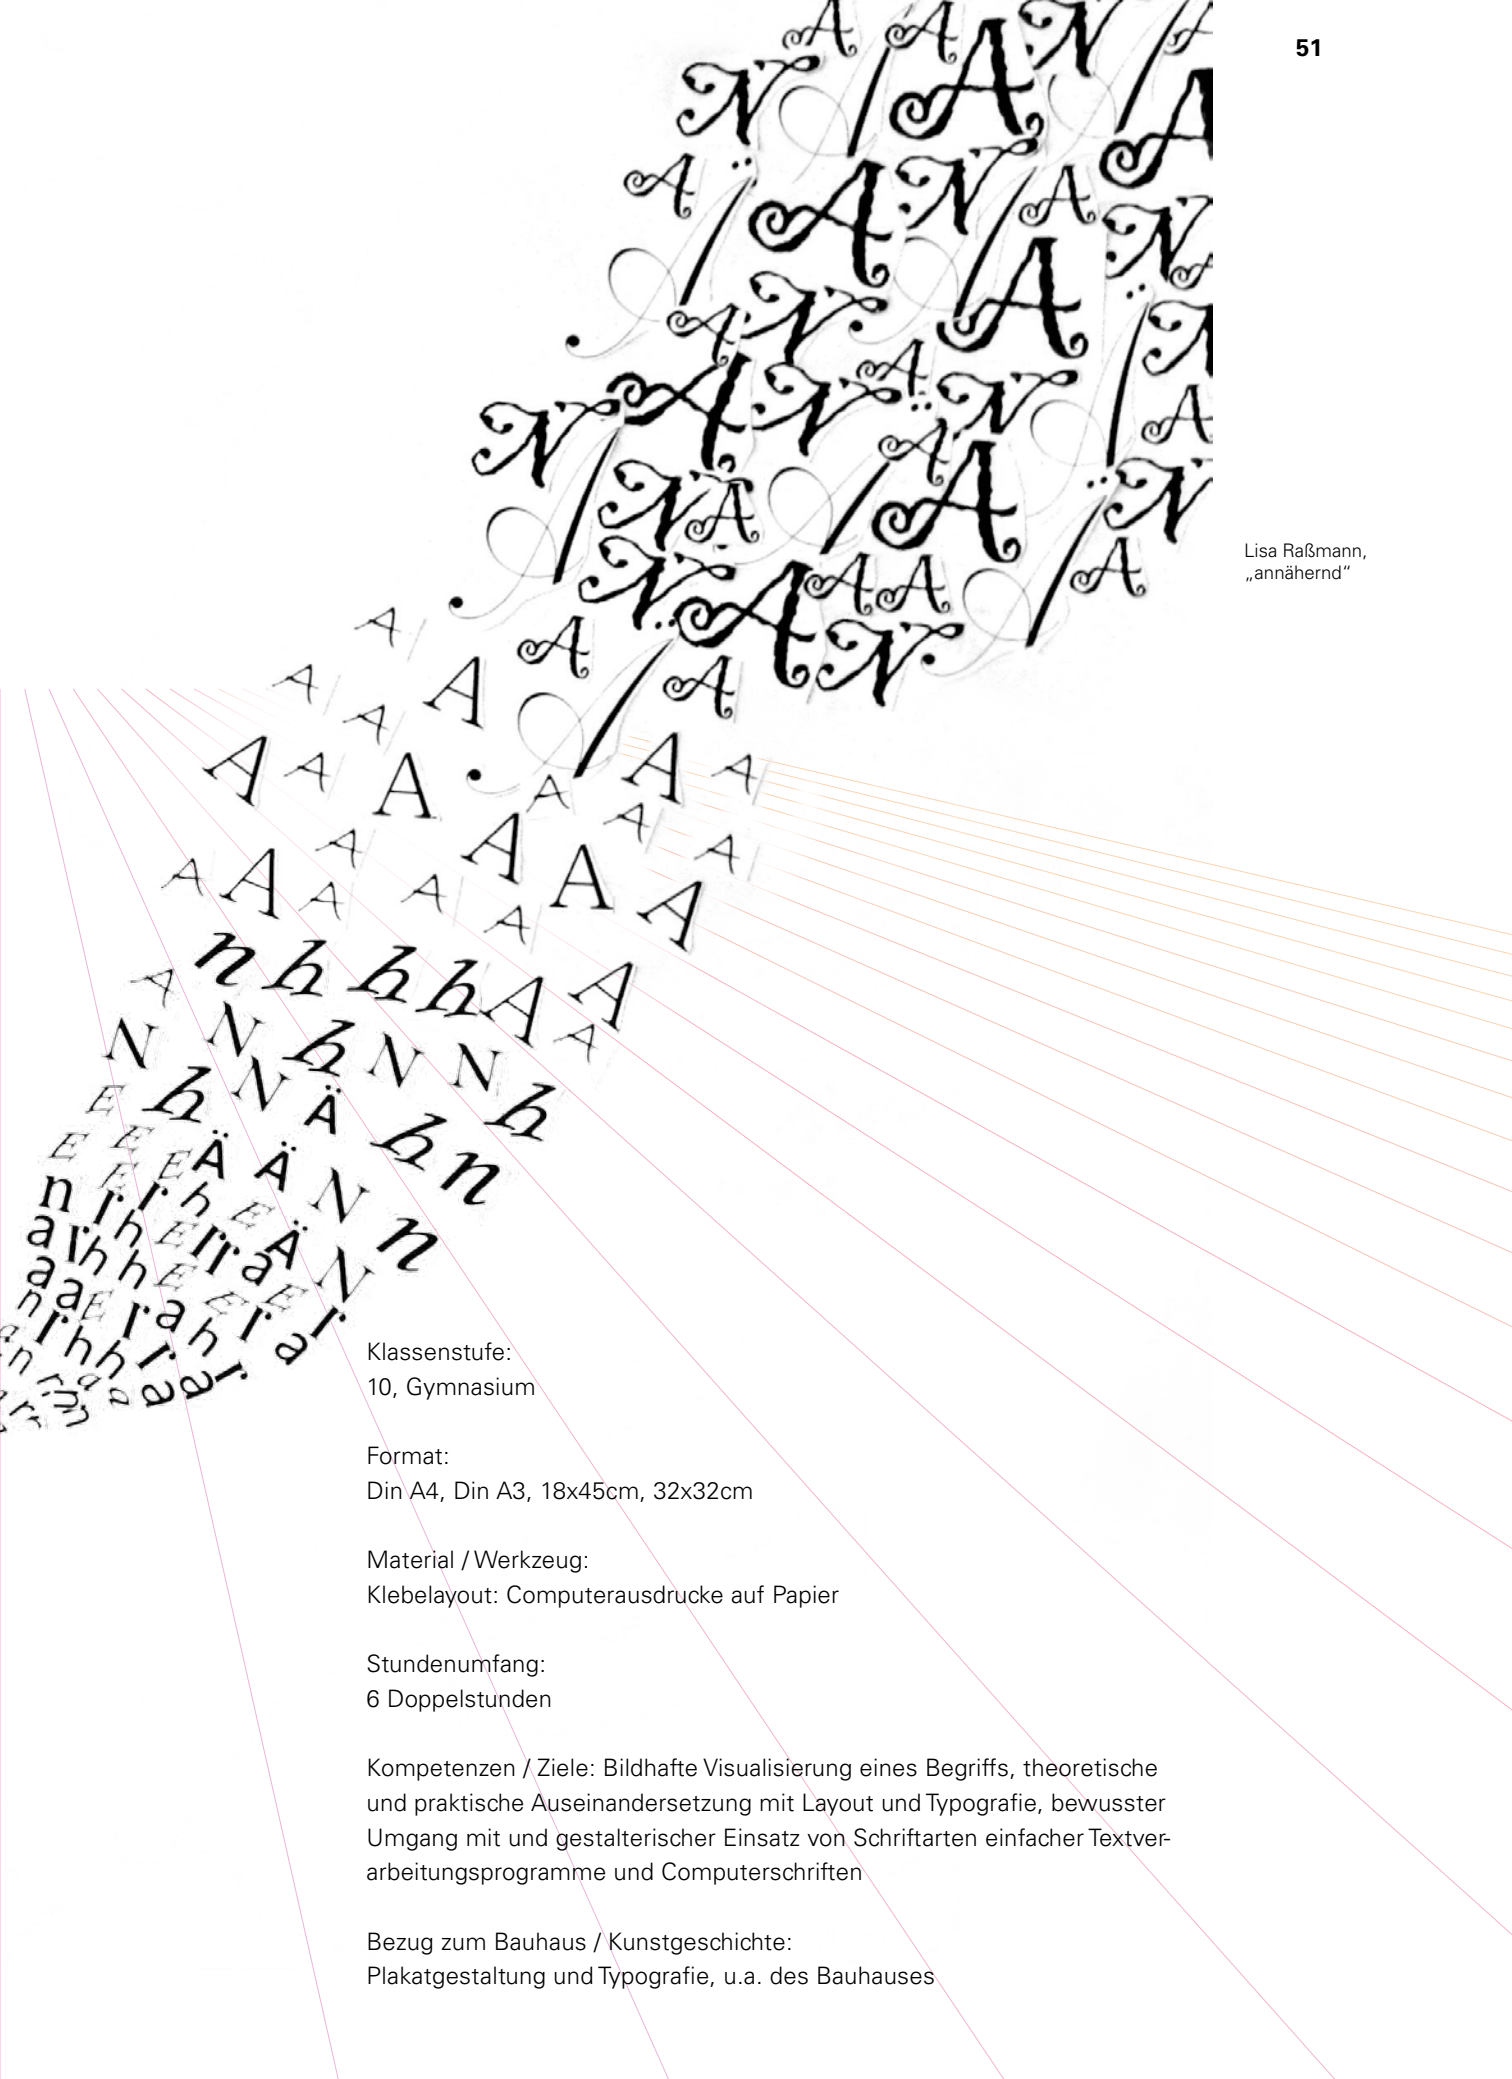 51
Lisa Raßmann,
„annähernd“
Klassenstufe:
10, Gymnasium
Format:
Din A4, Din A3, 18x45cm, 32x32cm
Material / Werkzeug:
Klebelayout: Computerausdrucke auf Papier
Stundenumfang:
6 Doppelstunden
Kompetenzen / Ziele: Bildhafte Visualisierung eines Begriffs, theoretische
und praktische Auseinandersetzung mit Layout und Typografie, bewusster
Umgang mit und gestalterischer Einsatz von Schriftarten einfacher Textver-
arbeitungsprogramme und Computerschriften
Bezug zum Bauhaus / Kunstgeschichte:
Plakatgestaltung und Typografie, u.a. des Bauhauses